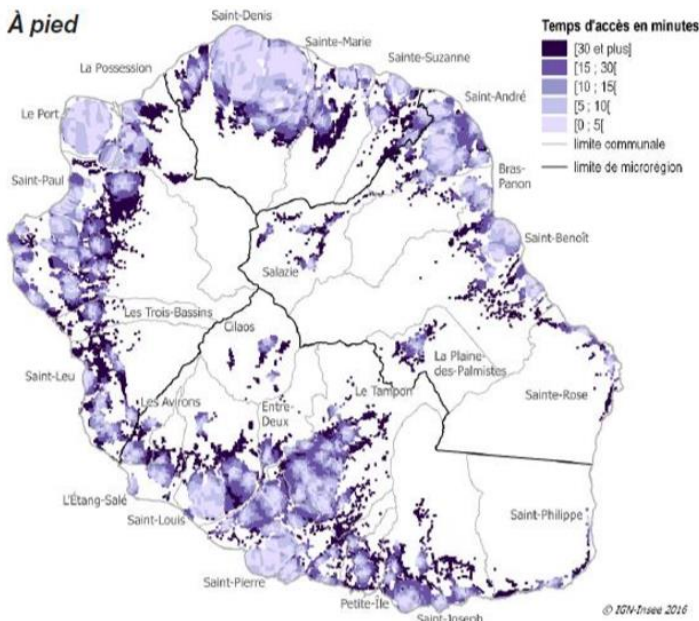 À pied
Saint-Denis
Sainte-Marie
Sainte-Suzanne
La Possession
Saint-André
Le Port
Bras-
Panon
Saint-Paul
Saint-Benoît
Salazie
Les Trois-Bassins
Cilaos
La Plaine-
des-Palmistes
Saint-Leu
Le Tampon
Sainte-Rose
Les Avirons
Entre-
Deux
L'Étang-Salé
Saint-Louis
Saint-Philippe
Saint-Pierre
Petite-Ile
Saint-Joseph
Temps d'accès en minutes
[30 et plus]
[15 ; 30[
[10 ; 15[
[5 ; 10[
[0 ; 5[
limite communale
limite de microrégion
© IGN-Insee 2016